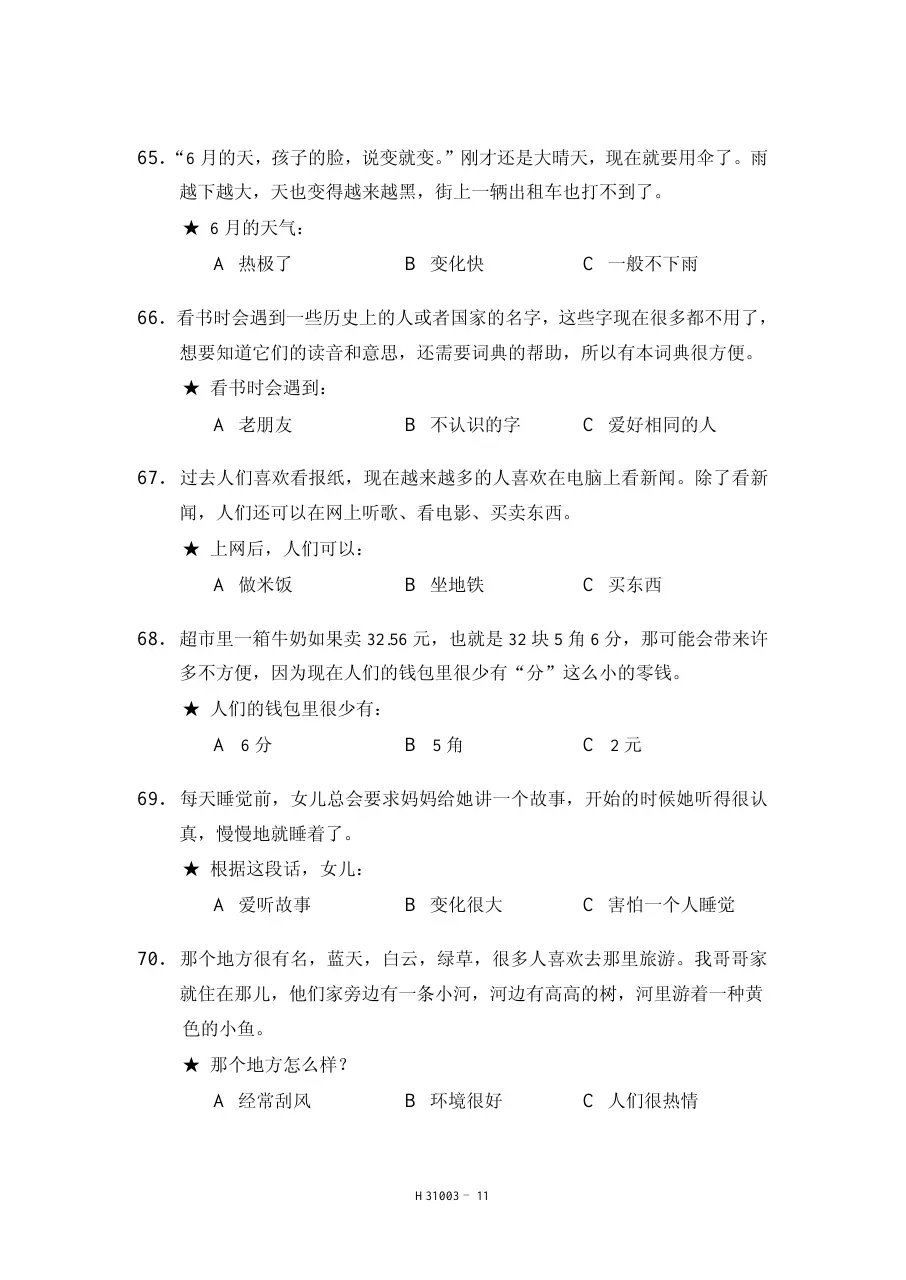 65. “6 月的天，孩子的脸，说变就变。”刚才还是大晴天，现在就要用伞了。雨
越下越大，天也变得越来越黑，街上一辆出租车也打不到了。
★ 6 月的天气：
A 热极了 B 变化快 C 一般不下雨
66. 看书时会遇到一些历史上的人或者国家的名字，这些字现在很多都不用了，
想要知道它们的读音和意思，还需要词典的帮助，所以有本词典很方便。
★ 看书时会遇到：
A 老朋友 B 不认识的字 C 爱好相同的人
67. 过去人们喜欢看报纸，现在越来越多的人喜欢在电脑上看新闻。除了看新
闻，人们还可以在网上听歌、看电影、买卖东西。
★ 上网后，人们可以：
A 做米饭 B 坐地铁 C 买东西
68. 超市里一箱牛奶如果卖 32.56 元，也就是 32 块 5 角 6 分，那可能会带来许
多不方便，因为现在人们的钱包里很少有“分”这么小的零钱。
★ 人们的钱包里很少有：
A 6 分 B 5 角 C 2 元
69. 每天睡觉前，女儿总会要求妈妈给她讲一个故事，开始的时候她听得很认
真，慢慢地就睡着了。
★ 根据这段话，女儿：
A 爱听故事 B 变化很大 C 害怕一个人睡觉
70. 那个地方很有名，蓝天，白云，绿草，很多人喜欢去那里旅游。我哥哥家
就住在那儿，他们家旁边有一条小河，河边有高高的树，河里游着一种黄
色的小鱼。
★ 那个地方怎么样？
A 经常刮风 B 环境很好 C 人们很热情
H31003－ 11